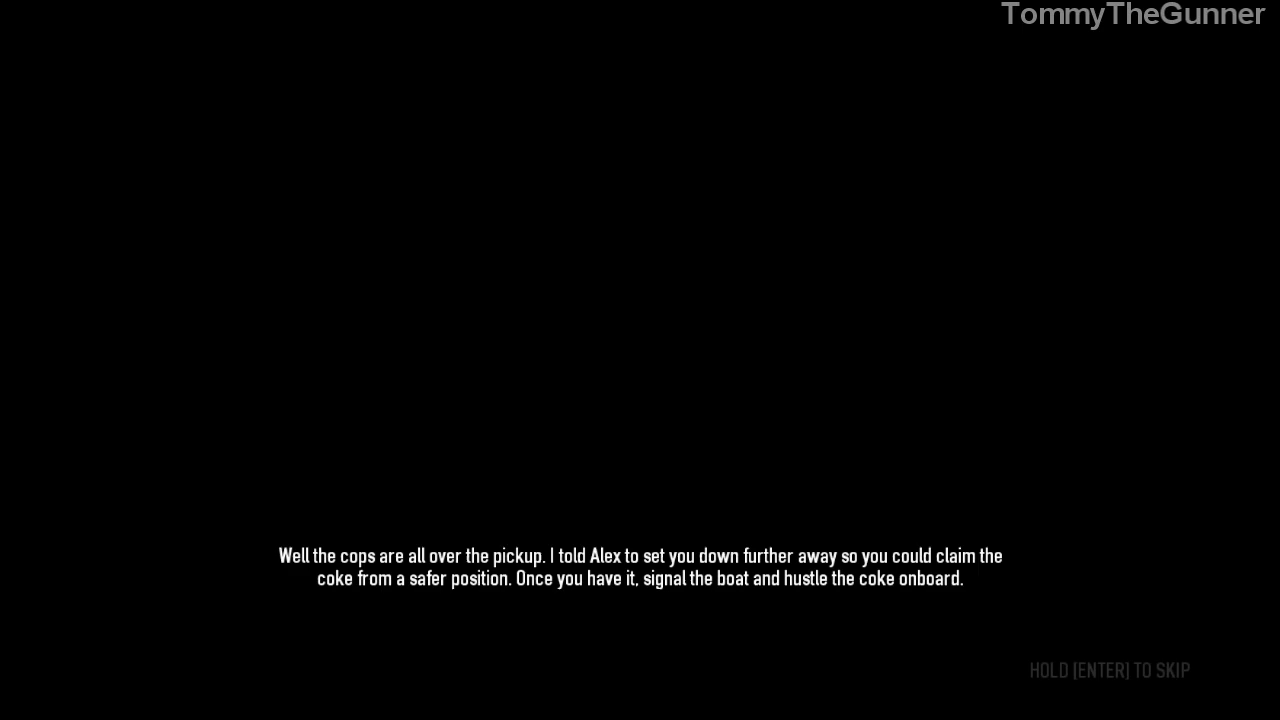 TommyTheGunner
Well the cops are all over the pickup. I told Alex to set you down further away so you could claim the
coke from a safer position. Once you have it, signal the boat and hustle the coke onboard.
HOLD [ENTER] TO SKIP